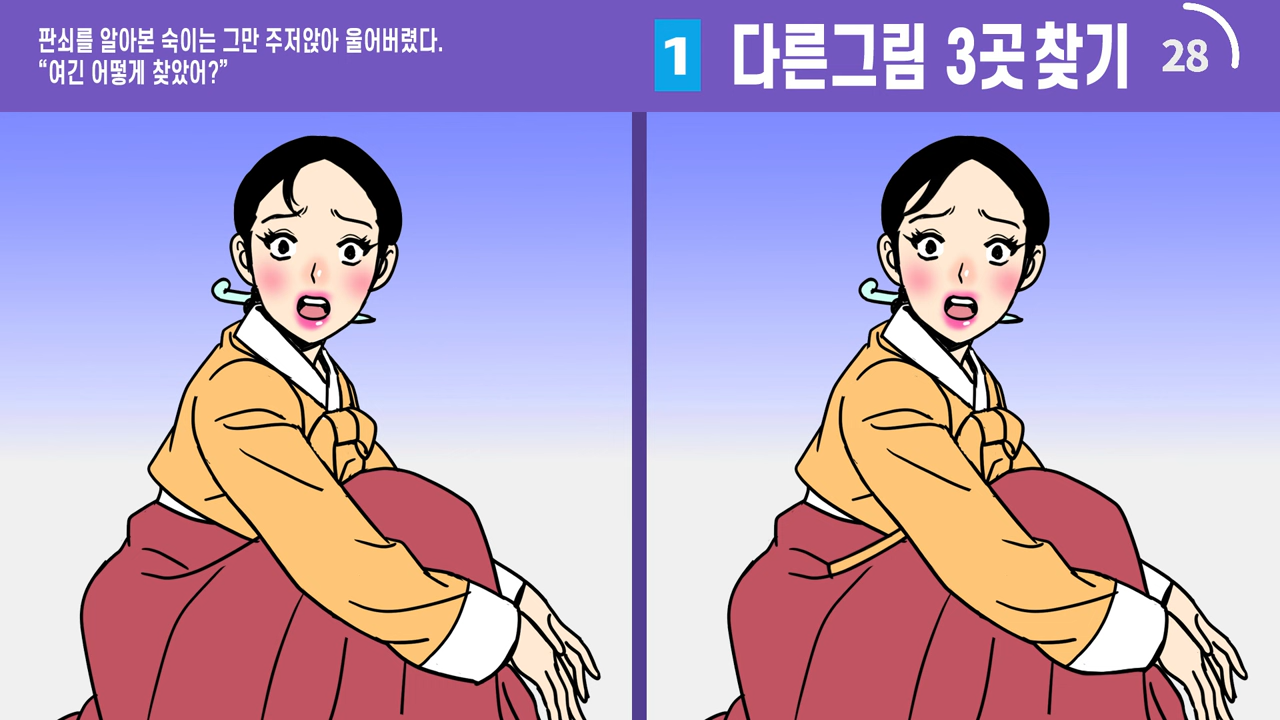 판쇠를 알아본 숙이는 그만 주저앉아 울어버렸다.
“여긴 어떻게 찾았어?”
1 다른그림 3곳 찾기 28